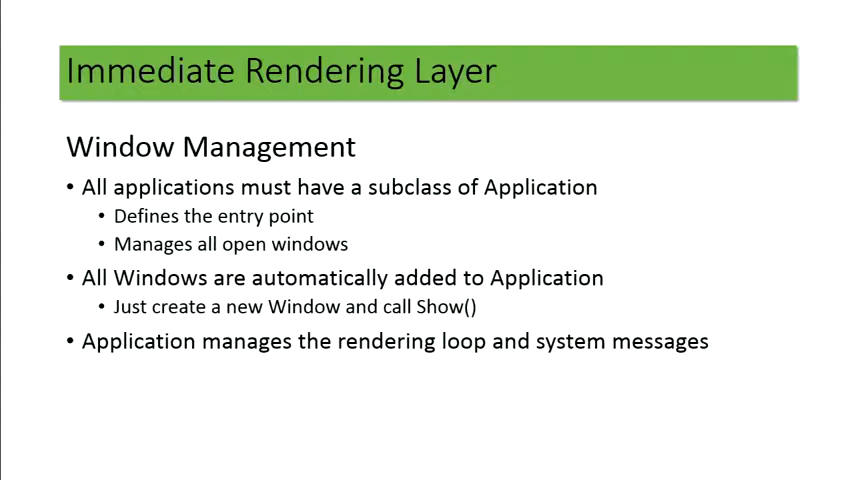 Immediate Rendering Layer
Window Management
• All applications must have a subclass of Application
• Defines the entry point
• Manages all open windows
• All Windows are automatically added to Application
• Just create a new Window and call Show()
• Application manages the rendering loop and system messages